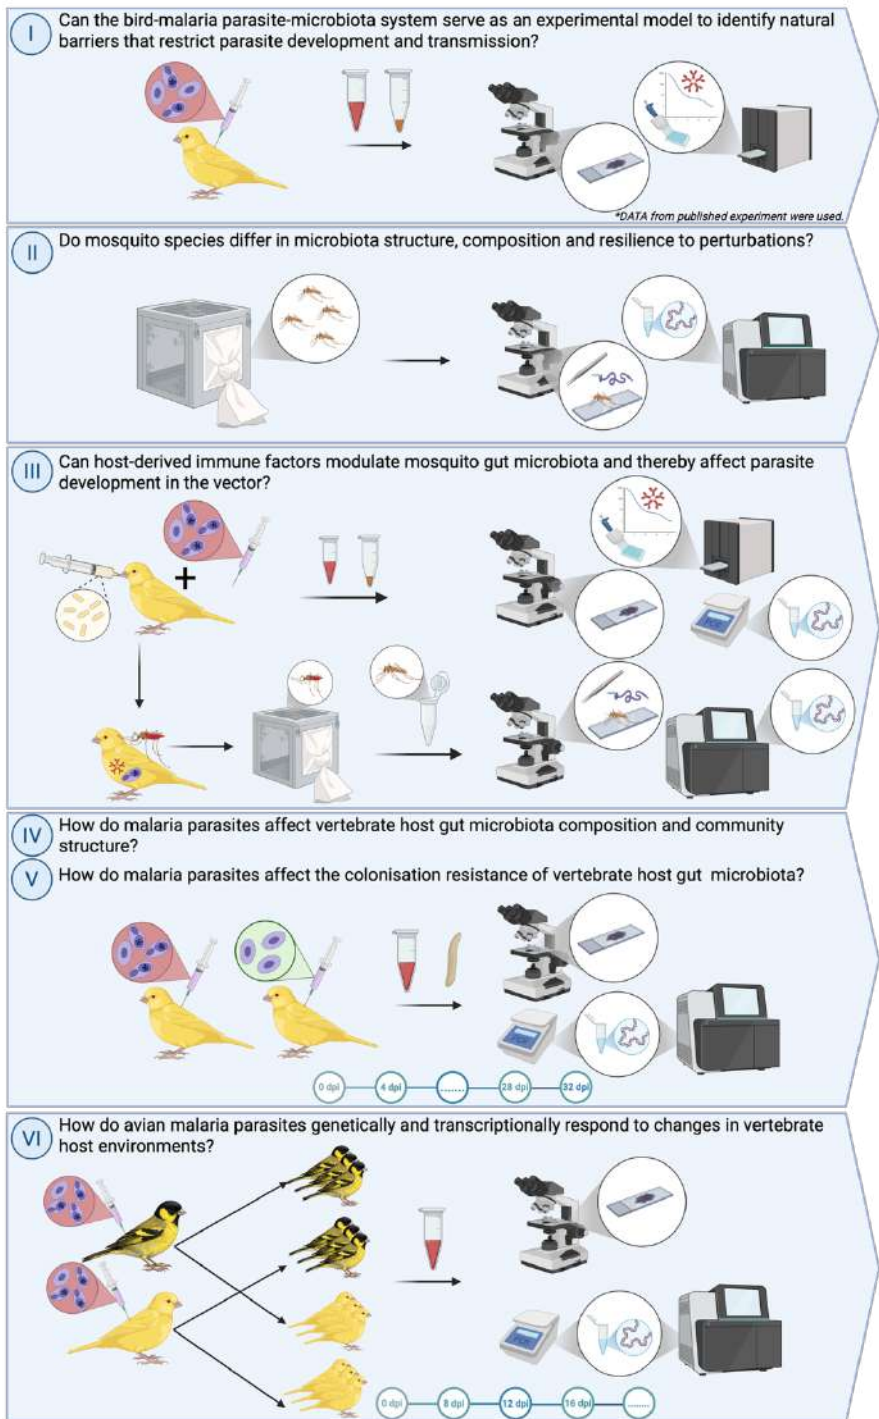 I
Can the bird-malaria parasite-microbiota system serve as an experimental model to identify natural
barriers that restrict parasite development and transmission?
*DATA from published experiment were used.
II
Do mosquito species differ in microbiota structure, composition and resilience to perturbations?
III
Can host-derived immune factors modulate mosquito gut microbiota and thereby affect parasite
development in the vector?
+
IV
How do malaria parasites affect vertebrate host gut microbiota composition and community
structure?
V
How do malaria parasites affect the colonisation resistance of vertebrate host gut microbiota?
0 dpi
4 dpi
........
28 dpi
32 dpi
VI
How do avian malaria parasites genetically and transcriptionally respond to changes in vertebrate
host environments?
0 dpi
8 dpi
12 dpi
16 dpi
........